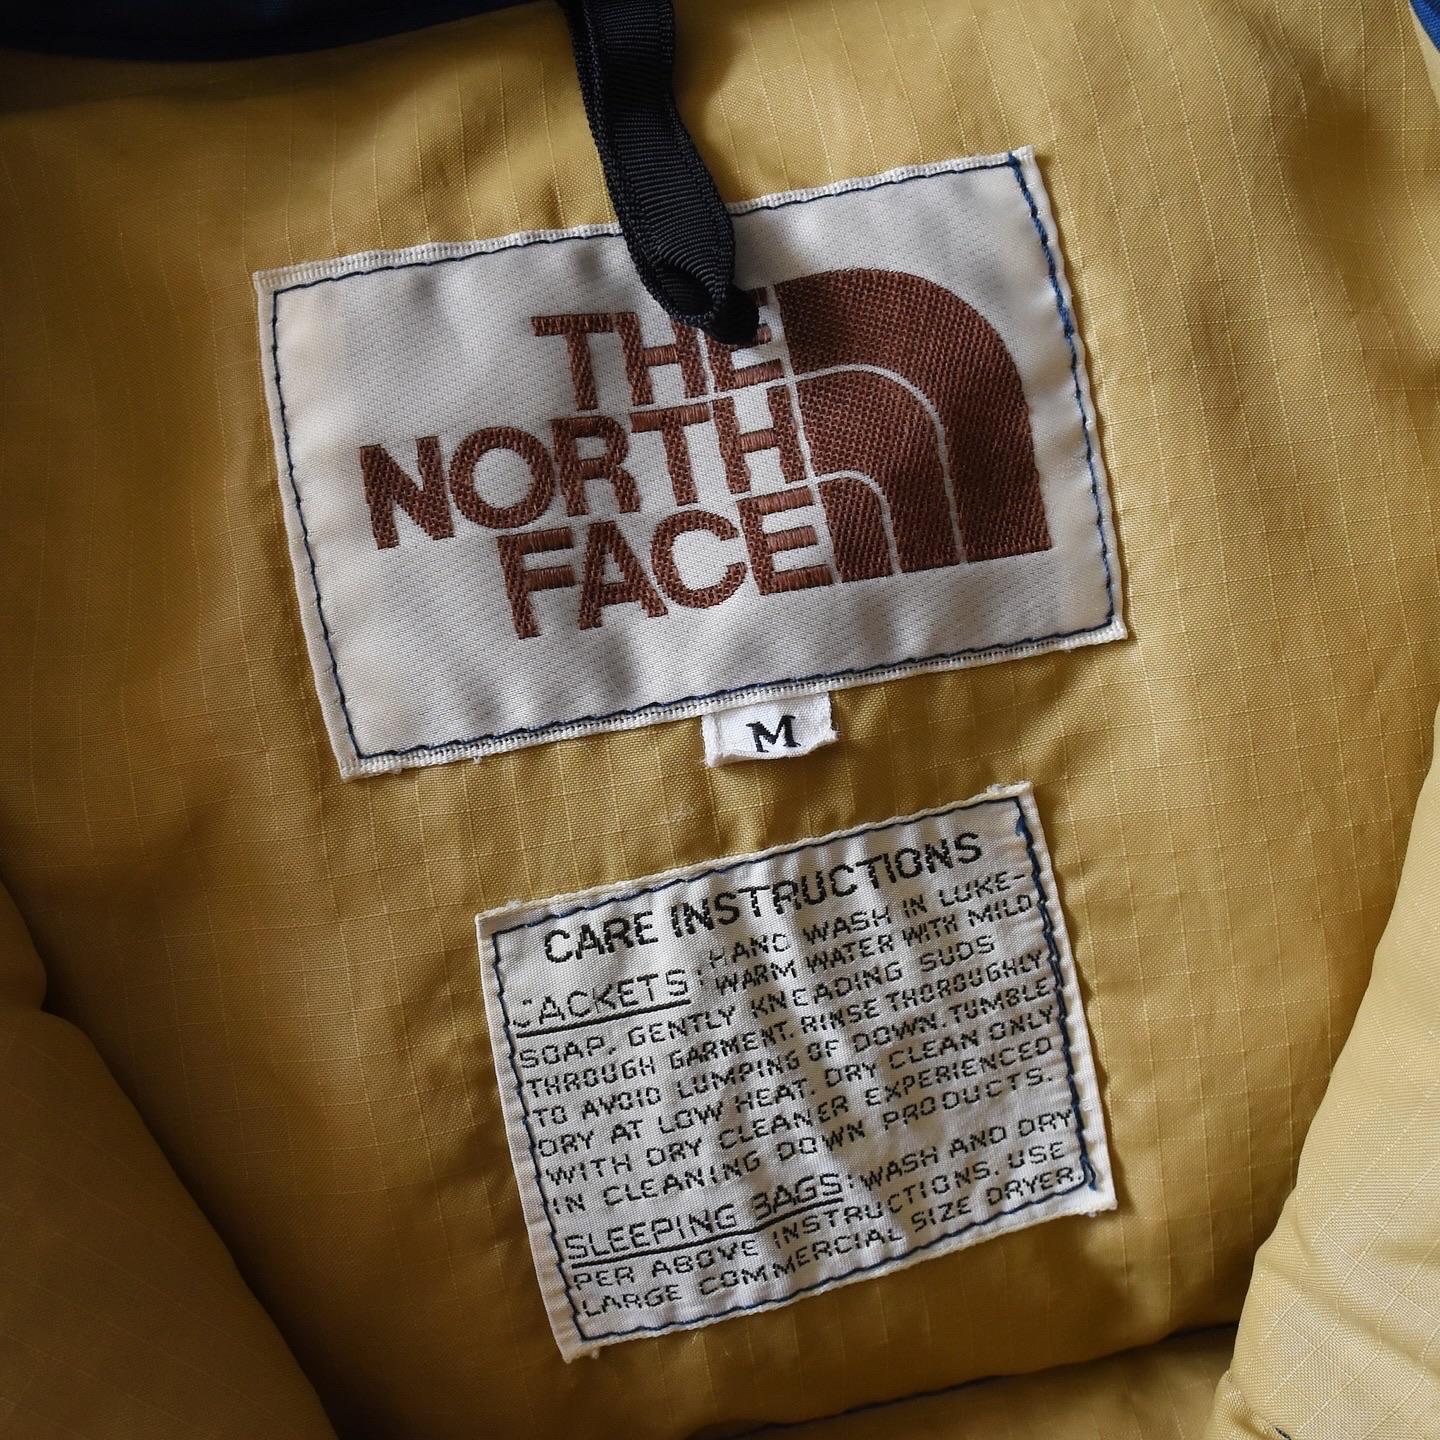 THE
NORTH
FACE
M
CARE INSTRUCTIONS
JACKETS: HAND WASH IN LUKE-
WARM WATER WITH MILD
SOAP, GENTLY KNEADING SUDS
THROUGH GARMENT. RINSE THOROUGHLY
TO AVOID LUMPING OF DOWN. TUMBLE
DRY AT LOW HEAT. DRY CLEAN ONLY
WITH DRY CLEANER EXPERIENCED
IN CLEANING DOWN PRODUCTS.
SLEEPING BAGS: WASH AND DRY
PER ABOVE INSTRUCTIONS. USE
LARGE COMMERCIAL SIZE DRYER.